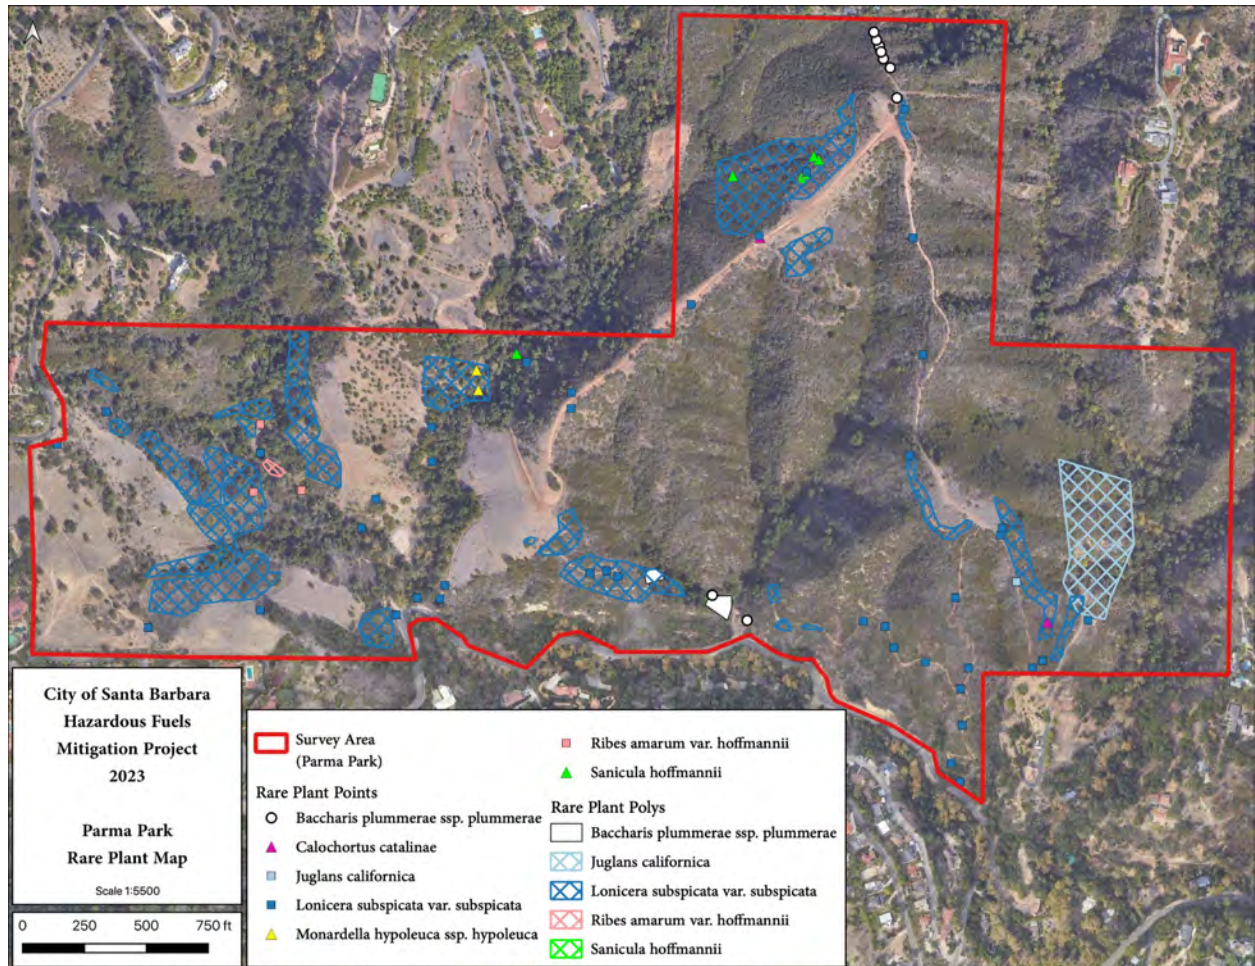 City of Santa Barbara
Hazardous Fuels
Mitigation Project
2023
Parma Park
Rare Plant Map
Scale 1:5500
0 250 500 750 ft
Survey Area
(Parma Park)
Rare Plant Points
Baccharis plummerae ssp. plummerae
Calochortus catalinae
Juglans californica
Lonicera subspicata var. subspicata
Monardella hypoleuca ssp. hypoleuca
Ribes amarum var. hoffmannii
Sanicula hoffmannii
Rare Plant Polys
Baccharis plummerae ssp. plummerae
Juglans californica
Lonicera subspicata var. subspicata
Ribes amarum var. hoffmannii
Sanicula hoffmannii